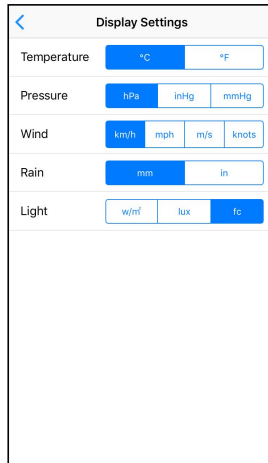 Display Settings
Temperature °C °F
Pressure hPa inHg mmHg
Wind km/h mph m/s knots
Rain mm in
Light w/㎡ lux fc